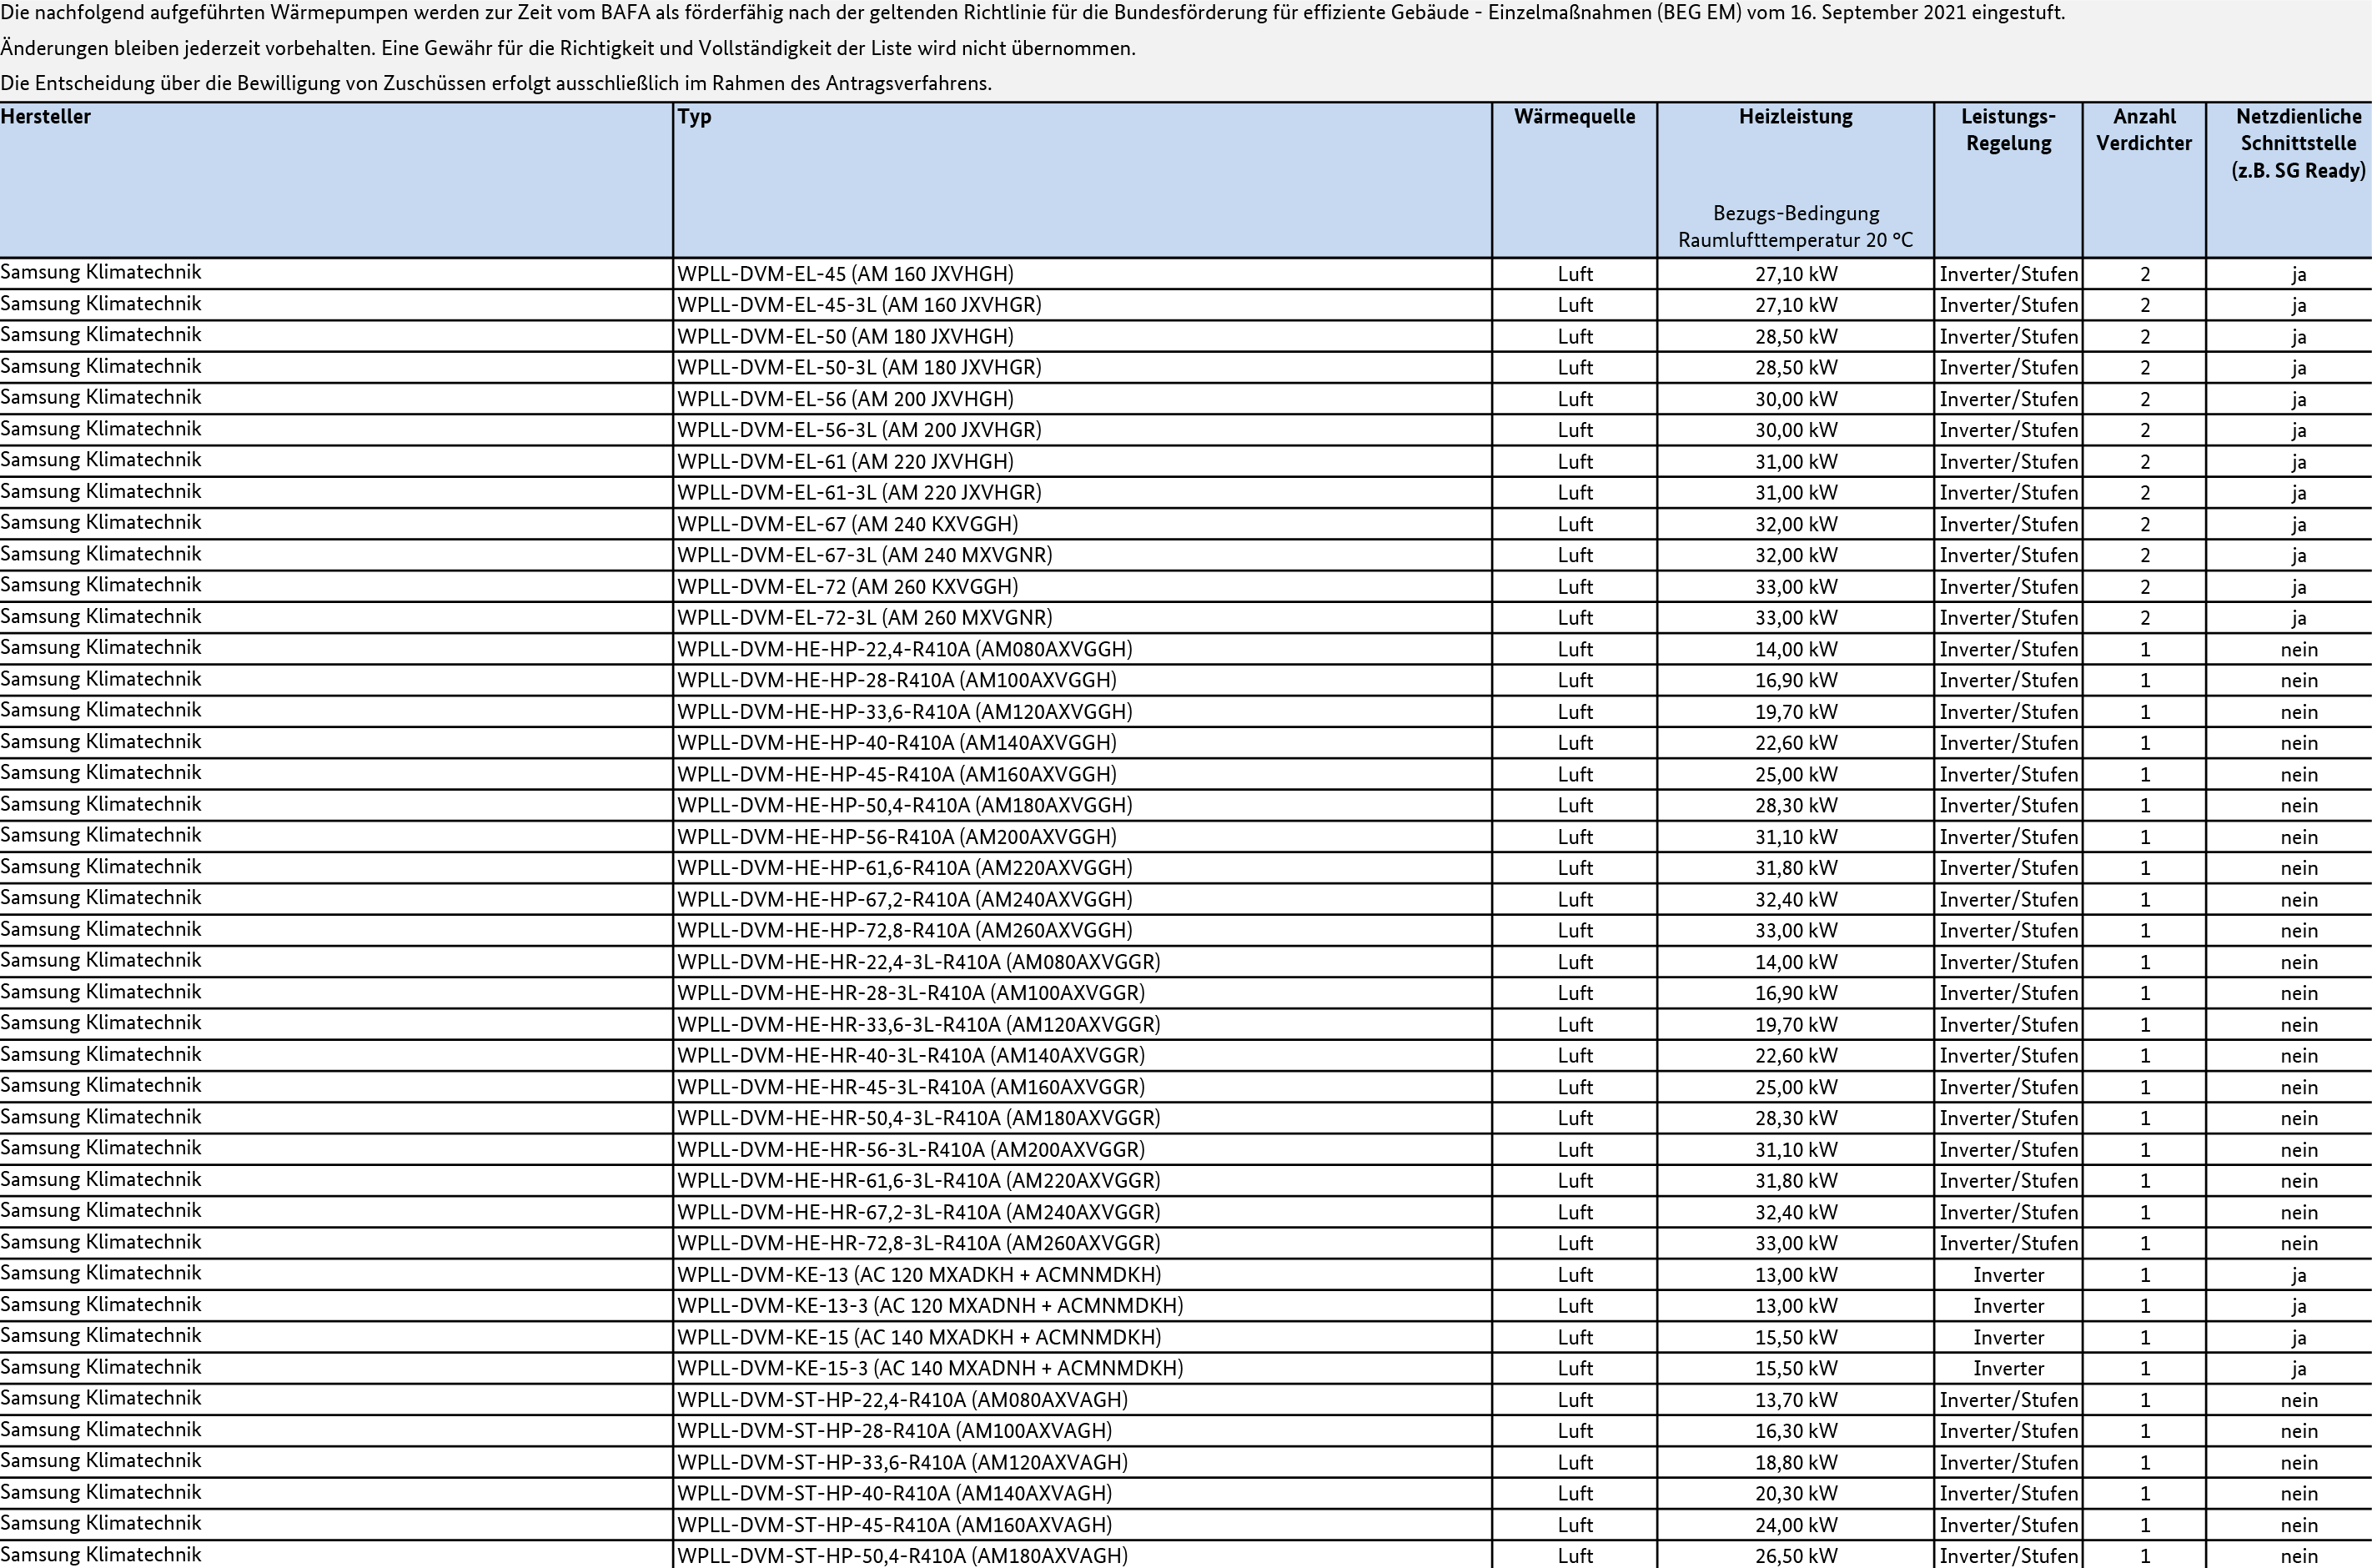 Die nachfolgend aufgeführten Wärmepumpen werden zur Zeit vom BAFA als förderfähig nach der geltenden Richtlinie für die Bundesförderung für effiziente Gebäude - Einzelmaßnahmen (BEG EM) vom 16. September 2021 eingestuft.
Änderungen bleiben jederzeit vorbehalten. Eine Gewähr für die Richtigkeit und Vollständigkeit der Liste wird nicht übernommen.
Die Entscheidung über die Bewilligung von Zuschüssen erfolgt ausschließlich im Rahmen des Antragsverfahrens.
Hersteller Typ Wärmequelle Heizleistung Leistungs- Anzahl Netzdienliche
Regelung Verdichter Schnittstelle
(z.B. SG Ready)
Bezugs-Bedingung
Raumlufttemperatur 20 °C
Samsung Klimatechnik WPLL-DVM-EL-45 (AM 160 JXVHGH) Luft 27,10 kW Inverter/Stufen 2 ja
Samsung Klimatechnik WPLL-DVM-EL-45-3L (AM 160 JXVHGR) Luft 27,10 kW Inverter/Stufen 2 ja
Samsung Klimatechnik WPLL-DVM-EL-50 (AM 180 JXVHGH) Luft 28,50 kW Inverter/Stufen 2 ja
Samsung Klimatechnik WPLL-DVM-EL-50-3L (AM 180 JXVHGR) Luft 28,50 kW Inverter/Stufen 2 ja
Samsung Klimatechnik WPLL-DVM-EL-56 (AM 200 JXVHGH) Luft 30,00 kW Inverter/Stufen 2 ja
Samsung Klimatechnik WPLL-DVM-EL-56-3L (AM 200 JXVHGR) Luft 30,00 kW Inverter/Stufen 2 ja
Samsung Klimatechnik WPLL-DVM-EL-61 (AM 220 JXVHGH) Luft 31,00 kW Inverter/Stufen 2 ja
Samsung Klimatechnik WPLL-DVM-EL-61-3L (AM 220 JXVHGR) Luft 31,00 kW Inverter/Stufen 2 ja
Samsung Klimatechnik WPLL-DVM-EL-67 (AM 240 KXVGGH) Luft 32,00 kW Inverter/Stufen 2 ja
Samsung Klimatechnik WPLL-DVM-EL-67-3L (AM 240 MXVGNR) Luft 32,00 kW Inverter/Stufen 2 ja
Samsung Klimatechnik WPLL-DVM-EL-72 (AM 260 KXVGGH) Luft 33,00 kW Inverter/Stufen 2 ja
Samsung Klimatechnik WPLL-DVM-EL-72-3L (AM 260 MXVGNR) Luft 33,00 kW Inverter/Stufen 2 ja
Samsung Klimatechnik WPLL-DVM-HE-HP-22,4-R410A (AM080AXVGGH) Luft 14,00 kW Inverter/Stufen 1 nein
Samsung Klimatechnik WPLL-DVM-HE-HP-28-R410A (AM100AXVGGH) Luft 16,90 kW Inverter/Stufen 1 nein
Samsung Klimatechnik WPLL-DVM-HE-HP-33,6-R410A (AM120AXVGGH) Luft 19,70 kW Inverter/Stufen 1 nein
Samsung Klimatechnik WPLL-DVM-HE-HP-40-R410A (AM140AXVGGH) Luft 22,60 kW Inverter/Stufen 1 nein
Samsung Klimatechnik WPLL-DVM-HE-HP-45-R410A (AM160AXVGGH) Luft 25,00 kW Inverter/Stufen 1 nein
Samsung Klimatechnik WPLL-DVM-HE-HP-50,4-R410A (AM180AXVGGH) Luft 28,30 kW Inverter/Stufen 1 nein
Samsung Klimatechnik WPLL-DVM-HE-HP-56-R410A (AM200AXVGGH) Luft 31,10 kW Inverter/Stufen 1 nein
Samsung Klimatechnik WPLL-DVM-HE-HP-61,6-R410A (AM220AXVGGH) Luft 31,80 kW Inverter/Stufen 1 nein
Samsung Klimatechnik WPLL-DVM-HE-HP-67,2-R410A (AM240AXVGGH) Luft 32,40 kW Inverter/Stufen 1 nein
Samsung Klimatechnik WPLL-DVM-HE-HP-72,8-R410A (AM260AXVGGH) Luft 33,00 kW Inverter/Stufen 1 nein
Samsung Klimatechnik WPLL-DVM-HE-HR-22,4-3L-R410A (AM080AXVGGR) Luft 14,00 kW Inverter/Stufen 1 nein
Samsung Klimatechnik WPLL-DVM-HE-HR-28-3L-R410A (AM100AXVGGR) Luft 16,90 kW Inverter/Stufen 1 nein
Samsung Klimatechnik WPLL-DVM-HE-HR-33,6-3L-R410A (AM120AXVGGR) Luft 19,70 kW Inverter/Stufen 1 nein
Samsung Klimatechnik WPLL-DVM-HE-HR-40-3L-R410A (AM140AXVGGR) Luft 22,60 kW Inverter/Stufen 1 nein
Samsung Klimatechnik WPLL-DVM-HE-HR-45-3L-R410A (AM160AXVGGR) Luft 25,00 kW Inverter/Stufen 1 nein
Samsung Klimatechnik WPLL-DVM-HE-HR-50,4-3L-R410A (AM180AXVGGR) Luft 28,30 kW Inverter/Stufen 1 nein
Samsung Klimatechnik WPLL-DVM-HE-HR-56-3L-R410A (AM200AXVGGR) Luft 31,10 kW Inverter/Stufen 1 nein
Samsung Klimatechnik WPLL-DVM-HE-HR-61,6-3L-R410A (AM220AXVGGR) Luft 31,80 kW Inverter/Stufen 1 nein
Samsung Klimatechnik WPLL-DVM-HE-HR-67,2-3L-R410A (AM240AXVGGR) Luft 32,40 kW Inverter/Stufen 1 nein
Samsung Klimatechnik WPLL-DVM-HE-HR-72,8-3L-R410A (AM260AXVGGR) Luft 33,00 kW Inverter/Stufen 1 nein
Samsung Klimatechnik WPLL-DVM-KE-13 (AC 120 MXADKH + ACMNMDKH) Luft 13,00 kW Inverter 1 ja
Samsung Klimatechnik WPLL-DVM-KE-13-3 (AC 120 MXADNH + ACMNMDKH) Luft 13,00 kW Inverter 1 ja
Samsung Klimatechnik WPLL-DVM-KE-15 (AC 140 MXADKH + ACMNMDKH) Luft 15,50 kW Inverter 1 ja
Samsung Klimatechnik WPLL-DVM-KE-15-3 (AC 140 MXADNH + ACMNMDKH) Luft 15,50 kW Inverter 1 ja
Samsung Klimatechnik WPLL-DVM-ST-HP-22,4-R410A (AM080AXVAGH) Luft 13,70 kW Inverter/Stufen 1 nein
Samsung Klimatechnik WPLL-DVM-ST-HP-28-R410A (AM100AXVAGH) Luft 16,30 kW Inverter/Stufen 1 nein
Samsung Klimatechnik WPLL-DVM-ST-HP-33,6-R410A (AM120AXVAGH) Luft 18,80 kW Inverter/Stufen 1 nein
Samsung Klimatechnik WPLL-DVM-ST-HP-40-R410A (AM140AXVAGH) Luft 20,30 kW Inverter/Stufen 1 nein
Samsung Klimatechnik WPLL-DVM-ST-HP-45-R410A (AM160AXVAGH) Luft 24,00 kW Inverter/Stufen 1 nein
Samsung Klimatechnik WPLL-DVM-ST-HP-50,4-R410A (AM180AXVAGH) Luft 26,50 kW Inverter/Stufen 1 nein